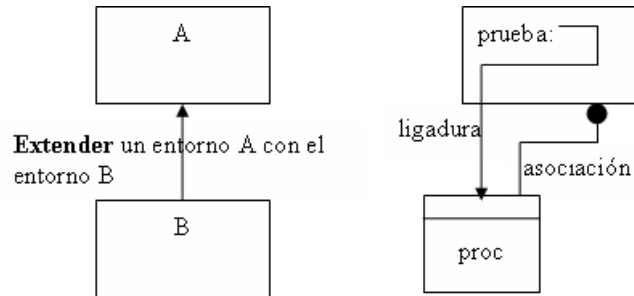 A
Extender un entorno A con el
entorno B
B
prueba:
ligadura
asociación
proc